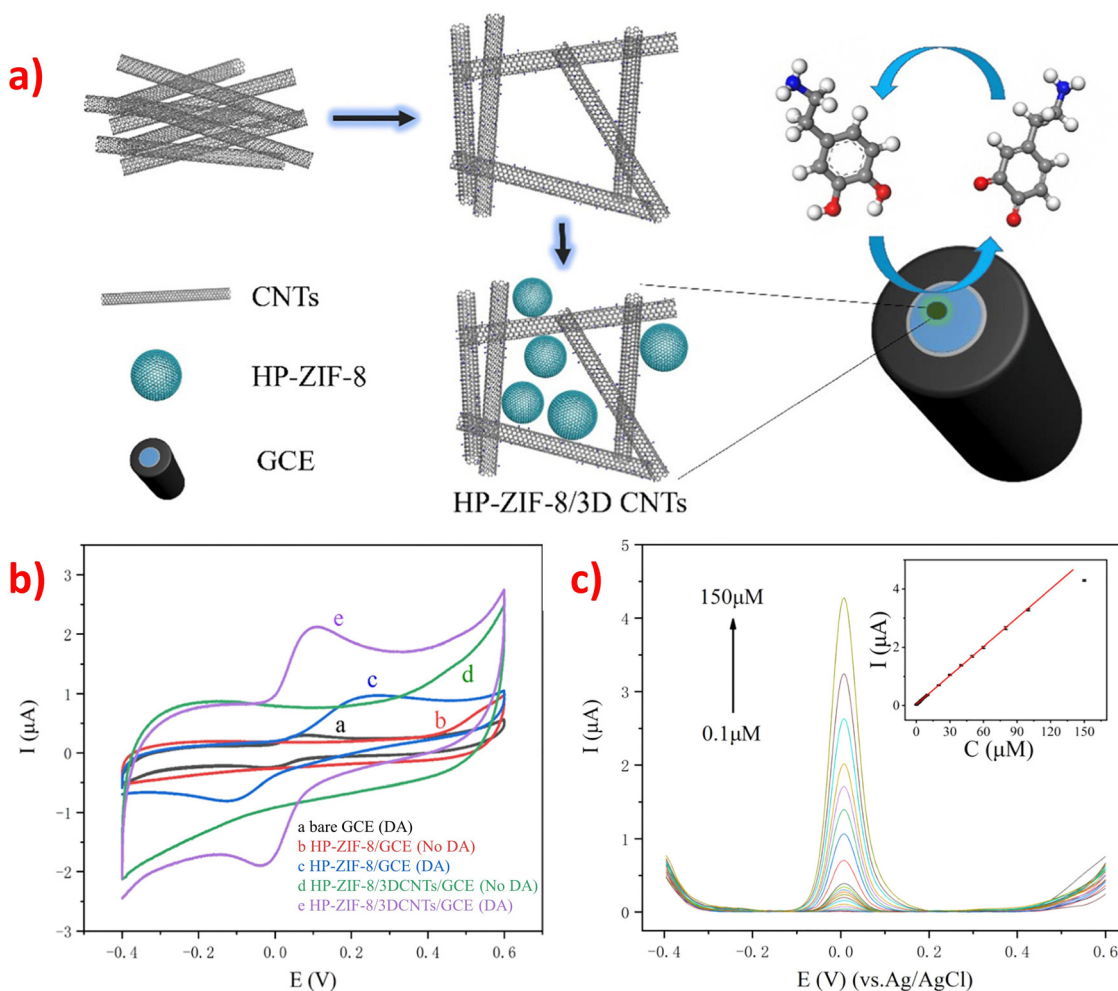 a)
CNTs
HP-ZIF-8
GCE
HP-ZIF-8/3D CNTs
b)
3
2
1
0
-1
-2
-3
I (μA)
-0.4
-0.2
0.0
0.2
0.4
0.6
E (V)
e
d
c
b
a
a bare GCE (DA)
b HP-ZIF-8/GCE (No DA)
c HP-ZIF-8/GCE (DA)
d HP-ZIF-8/3DCNTs/GCE (No DA)
e HP-ZIF-8/3DCNTs/GCE (DA)
c)
5
4
3
2
1
0
I (μA)
-0.4
-0.2
0.0
0.2
0.4
0.6
E (V) (vs.Ag/AgCl)
150μM
0.1μM
4
2
0
I (μA)
0
30
60
90
120
150
C (μM)